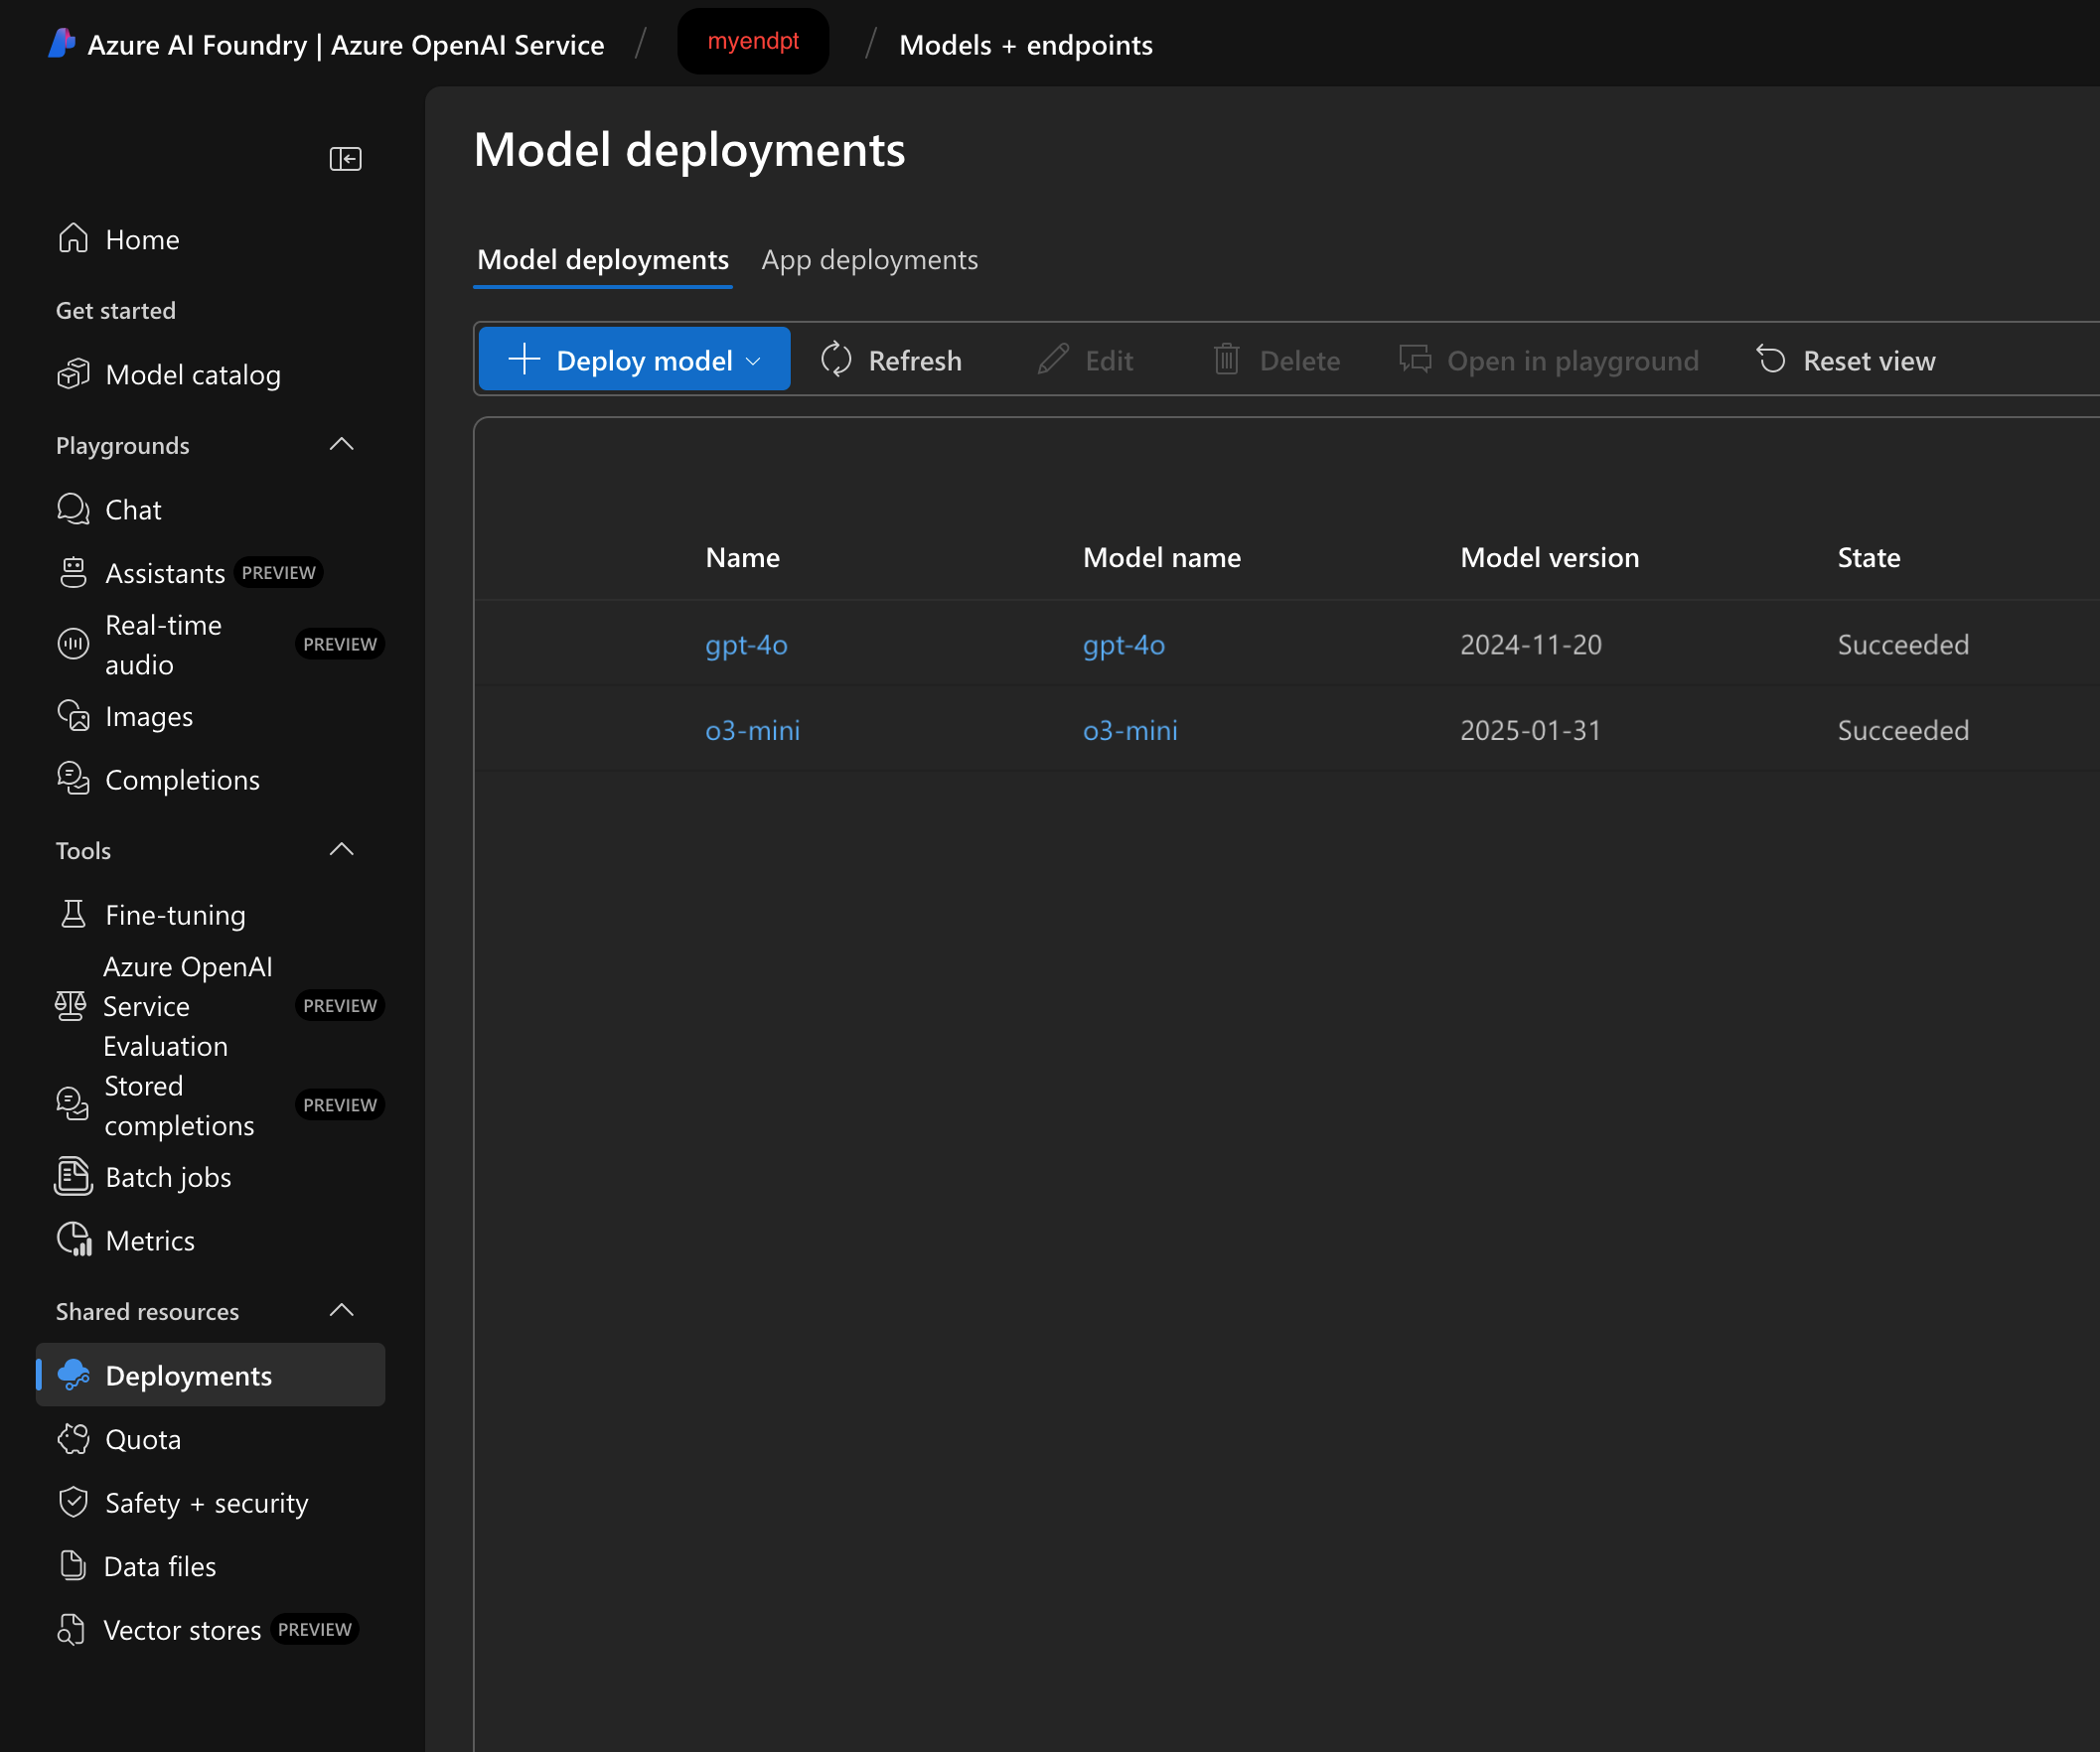 Azure AI Foundry | Azure OpenAI Service / myendpt / Models + endpoints
Home
Get started
Model catalog
Playgrounds
Chat
Assistants PREVIEW
Real-time
audio
PREVIEW
Images
Completions
Tools
Fine-tuning
Azure OpenAI
Service
Evaluation
PREVIEW
Stored
completions
PREVIEW
Batch jobs
Metrics
Shared resources
Deployments
Quota
Safety + security
Data files
Vector stores PREVIEW
Model deployments
Model deployments App deployments
Deploy model Refresh Edit Delete Open in playground Reset view
Name Model name Model version State
gpt-4o gpt-4o 2024-11-20 Succeeded
o3-mini o3-mini 2025-01-31 Succeeded